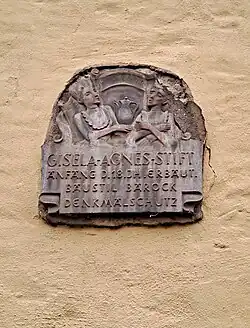 GISELA-AGNES-STIFT
ANFANG D.18.JH.ERBAUT.
BAUSTIL BAROCK
DENKMALSCHUTZ